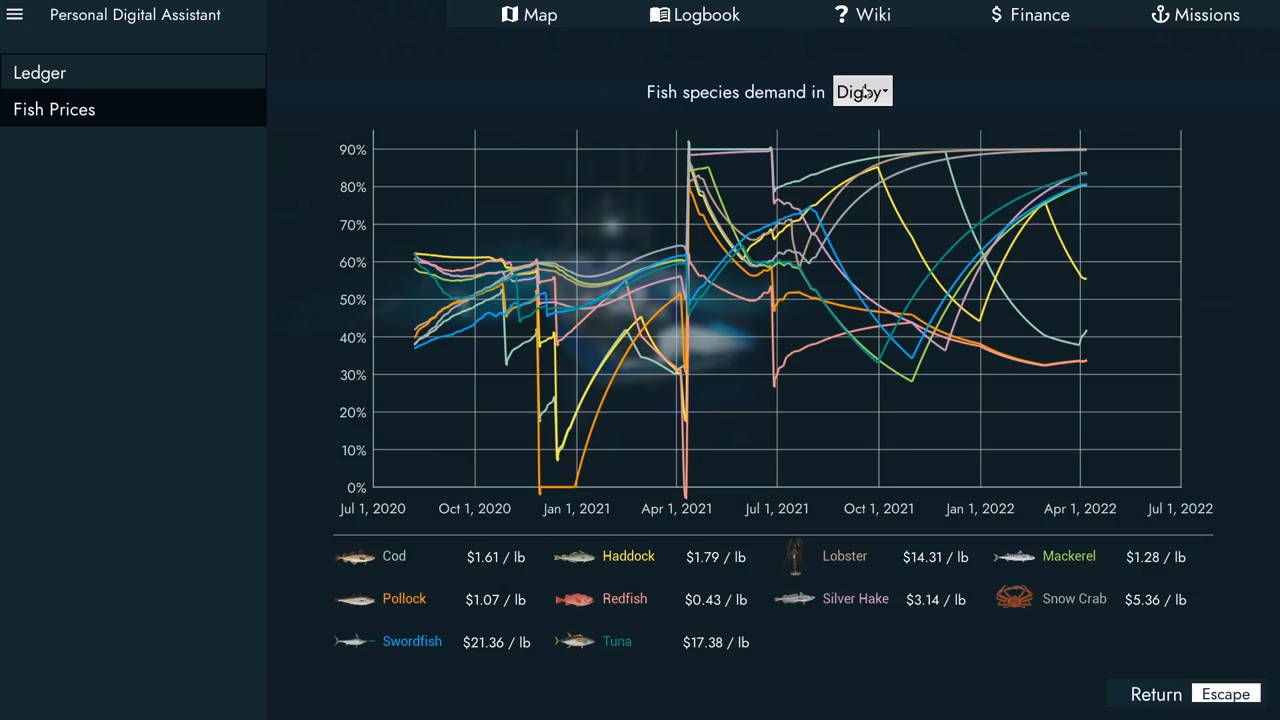 Personal Digital Assistant
Map
Logbook
Wiki
Finance
Missions
Ledger
Fish Prices
Fish species demand in Digby
90%
80%
70%
60%
50%
40%
30%
20%
10%
0%
Jul 1, 2020 Oct 1, 2020 Jan 1, 2021 Apr 1, 2021 Jul 1, 2021 Oct 1, 2021 Jan 1, 2022 Apr 1, 2022 Jul 1, 2022
Cod $1.61 / lb Haddock $1.79 / lb Lobster $14.31 / lb Mackerel $1.28 / lb
Pollock $1.07 / lb Redfish $0.43 / lb Silver Hake $3.14 / lb Snow Crab $5.36 / lb
Swordfish $21.36 / lb Tuna $17.38 / lb
Return Escape